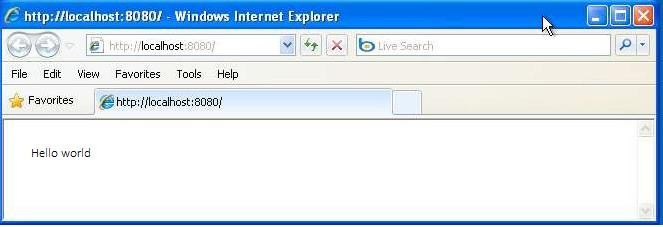 http://localhost:8080/ - Windows Internet Explorer
http://localhost:8080/ Live Search
File Edit View Favorites Tools Help
Favorites http://localhost:8080/
Hello world